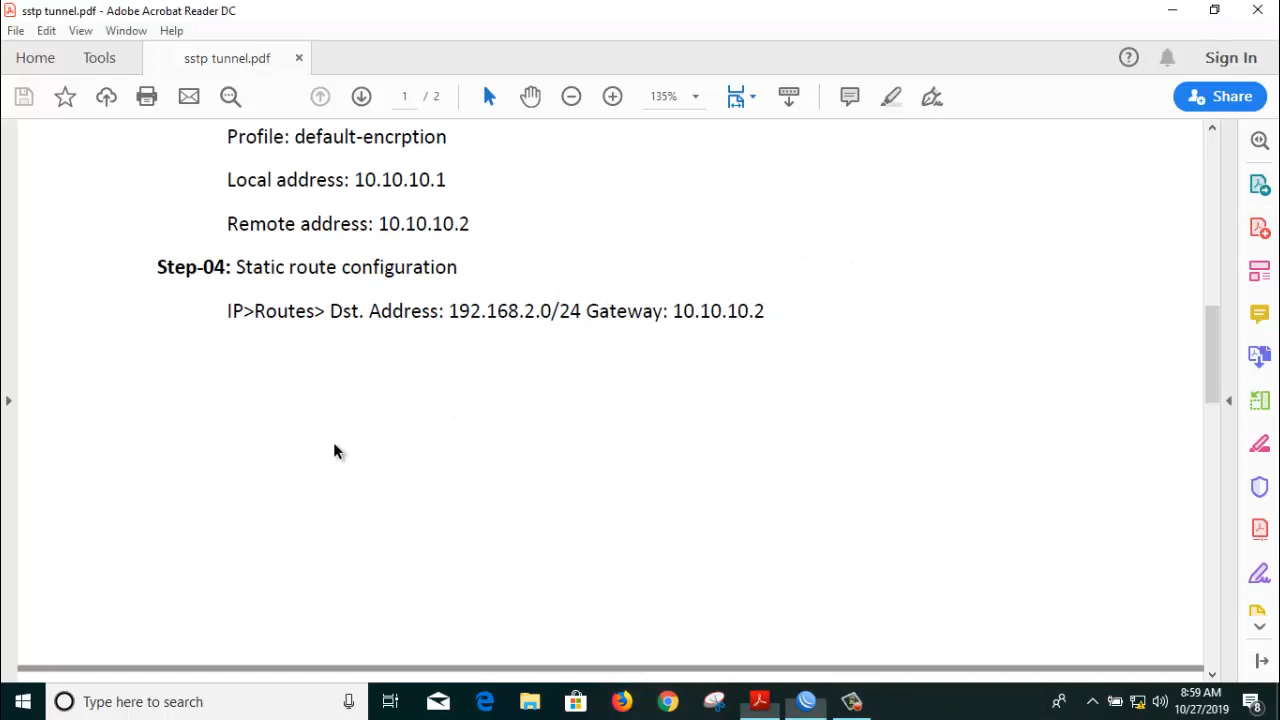 sstp tunnel.pdf - Adobe Acrobat Reader DC
File Edit View Window Help
Home Tools sstp tunnel.pdf × Sign In
1 / 2 135% Share
Profile: default-encrption
Local address: 10.10.10.1
Remote address: 10.10.10.2
Step-04: Static route configuration
IP>Routes> Dst. Address: 192.168.2.0/24 Gateway: 10.10.10.2
Type here to search
8:59 AM
10/27/2019
8